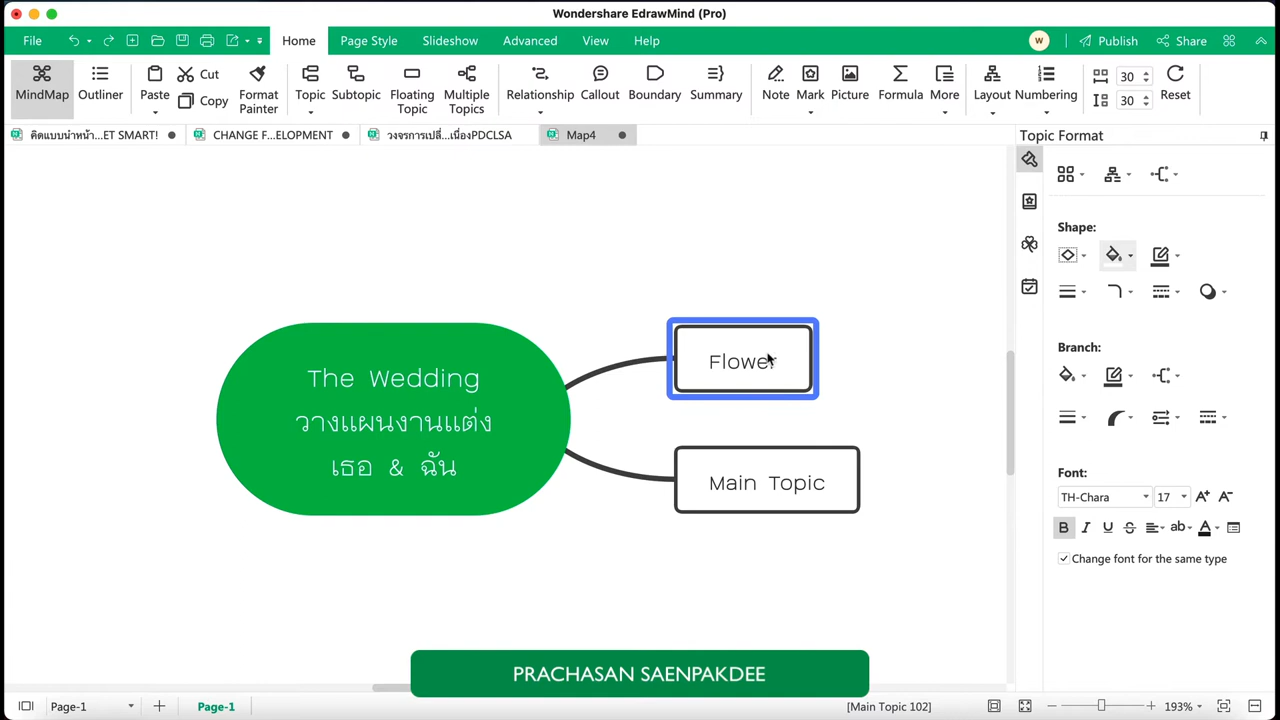 Wondershare EdrawMind (Pro)
File Home Page Style Slideshow Advanced View Help W Publish Share
MindMap Outliner Paste Cut Copy Format Painter Topic Subtopic Floating Topic Multiple Topics Relationship Callout Boundary Summary Note Mark Picture Formula More Layout Numbering 30 30 Reset
คิดแบบนำหน้า...ET SMART! CHANGE F...ELOPMENT วงจรการเปลี่...เนื่องPDCLSA Map4
Topic Format
Shape:
Flower
Branch:
The Wedding
วางแผนงานแต่ง
เธอ & ฉัน
Main Topic
Font:
TH-Chara 17 A+ A-
B I U S ab A
Change font for the same type
PRACHASAN SAENPAKDEE
Page-1 Page-1 [Main Topic 102] 193%